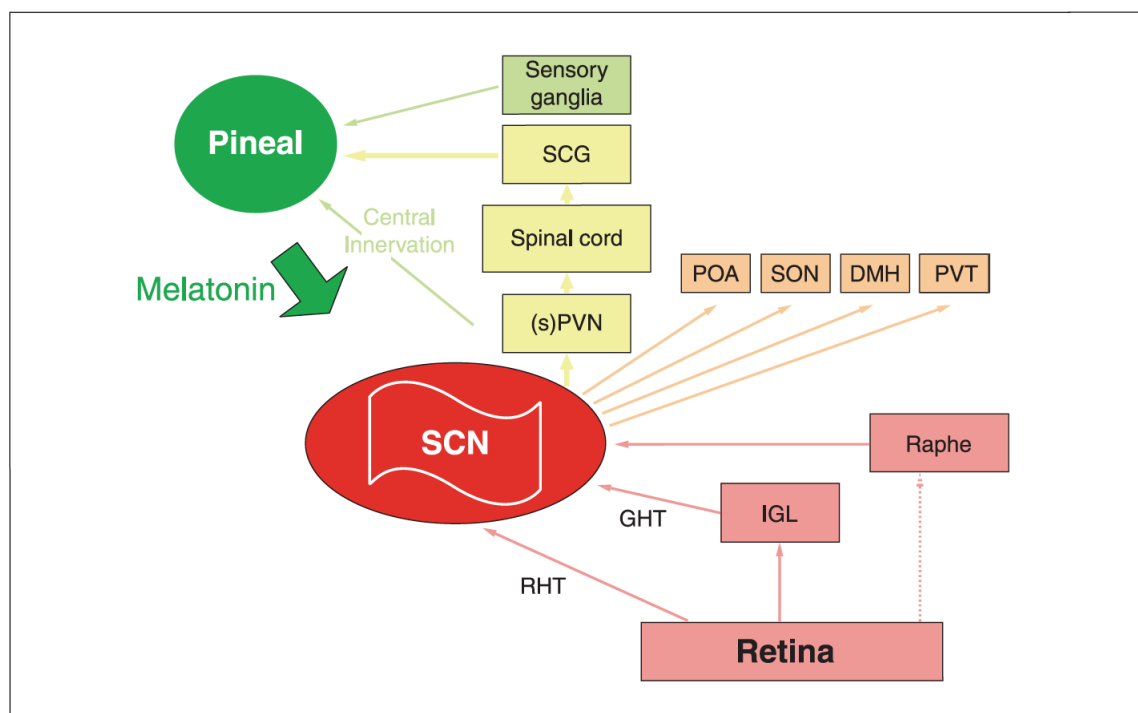 Sensory
ganglia
Pineal
SCG
Central
Innervation
Spinal cord
Melatonin
POA
SON
DMH
PVT
(s)PVN
SCN
Raphe
GHT
IGL
RHT
Retina